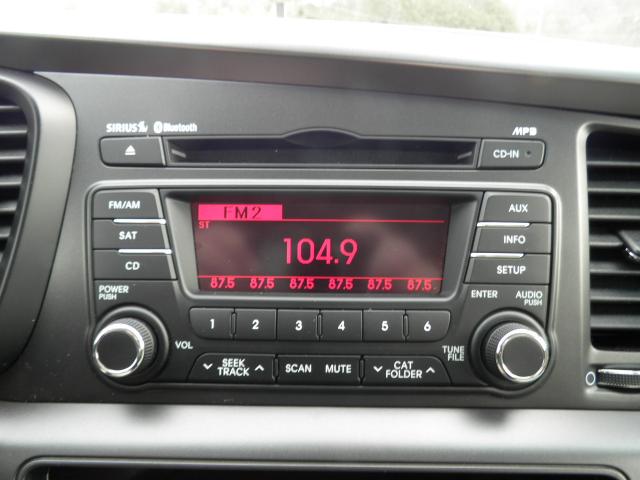 SIRIUS Bluetooth
MP3
CD-IN
FM/AM
SAT
CD
FM2
ST
104.9
87.5 87.5 87.5 87.5 87.5 87.5
AUX
INFO
SETUP
POWER
PUSH
ENTER
AUDIO
PUSH
1 2 3 4 5 6
VOL
SEEK
TRACK
SCAN
MUTE
CAT
FOLDER
TUNE
FILE